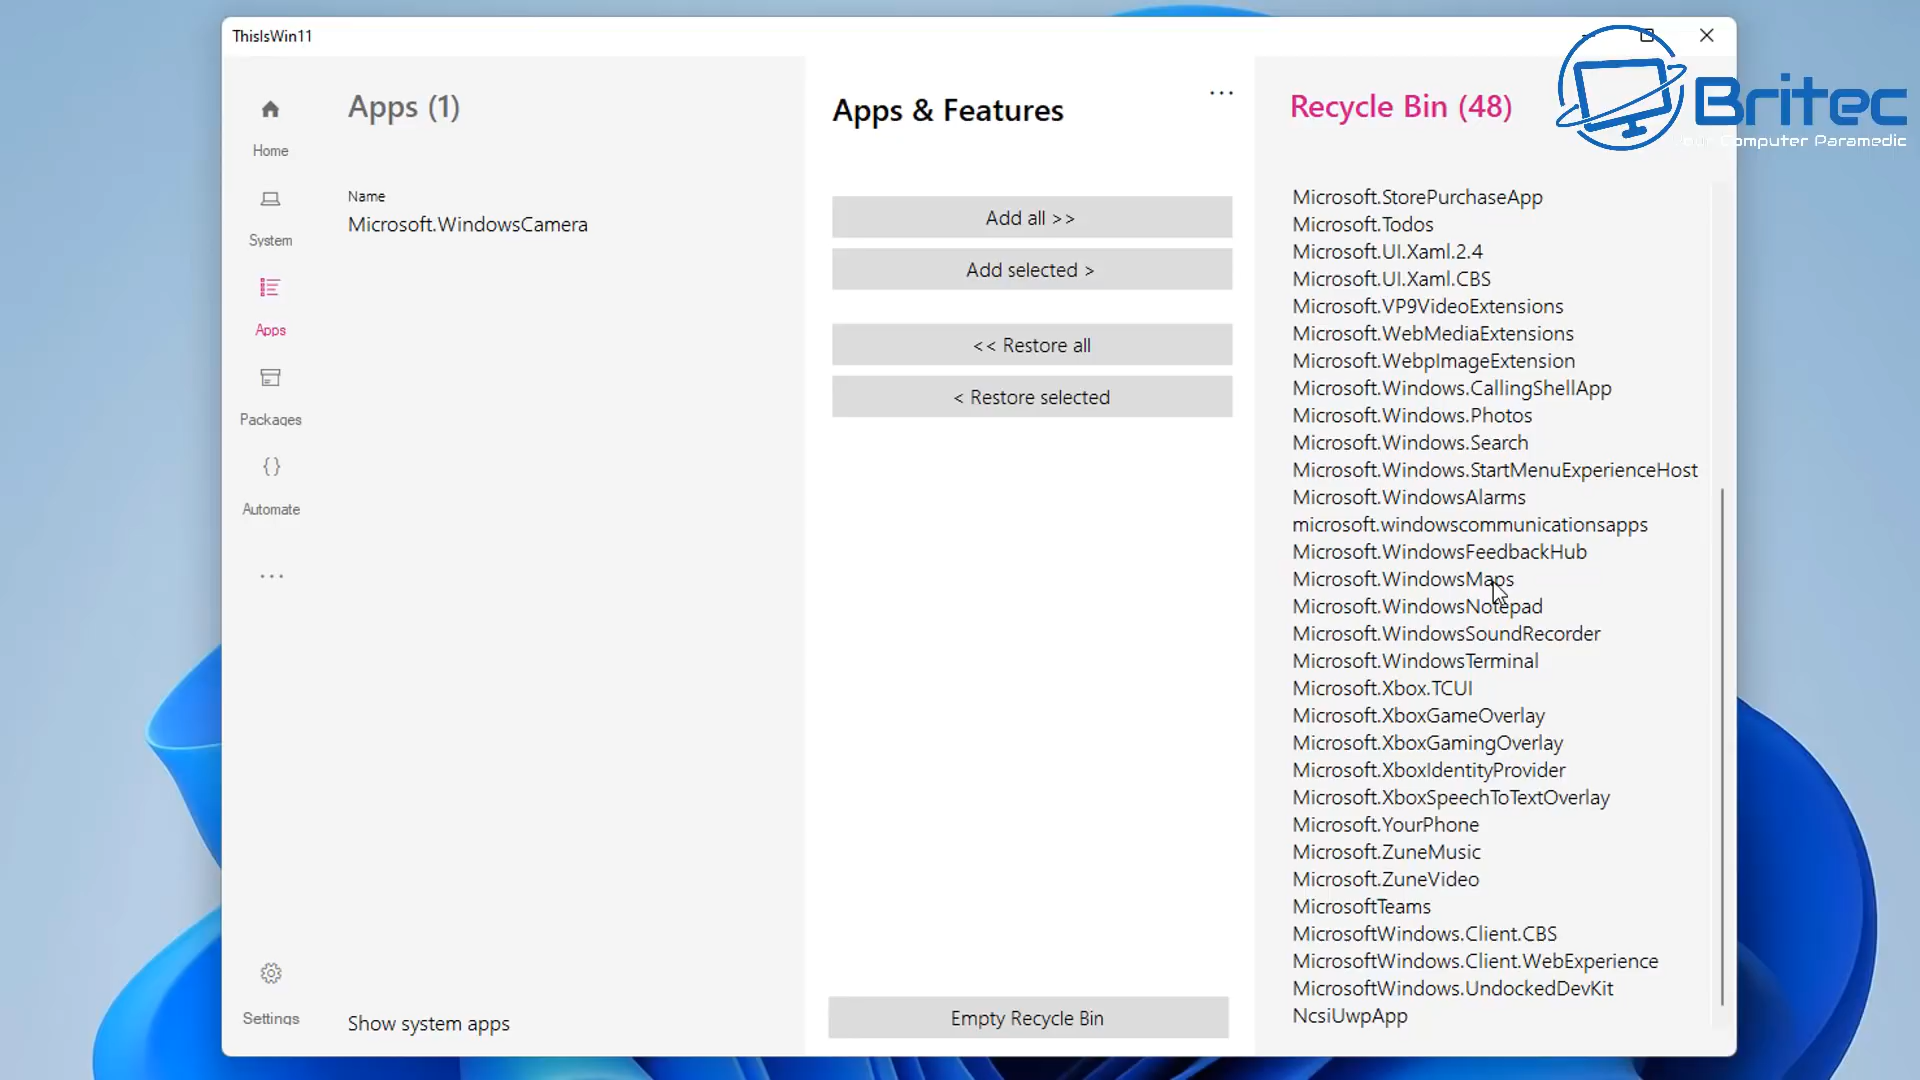 ThisIsWin11
Home
System
Apps
Packages
Automate
...
Settings
Apps (1)
Name
Microsoft.WindowsCamera
Show system apps
Apps & Features
...
Add all >>
Add selected >
<< Restore all
< Restore selected
Empty Recycle Bin
Recycle Bin (48)
Microsoft.StorePurchaseApp
Microsoft.Todos
Microsoft.UI.Xaml.2.4
Microsoft.UI.Xaml.CBS
Microsoft.VP9VideoExtensions
Microsoft.WebMediaExtensions
Microsoft.WebpImageExtension
Microsoft.Windows.CallingShellApp
Microsoft.Windows.Photos
Microsoft.Windows.Search
Microsoft.Windows.StartMenuExperienceHost
Microsoft.WindowsAlarms
microsoft.windowscommunicationsapps
Microsoft.WindowsFeedbackHub
Microsoft.WindowsMaps
Microsoft.WindowsNotepad
Microsoft.WindowsSoundRecorder
Microsoft.WindowsTerminal
Microsoft.Xbox.TCUI
Microsoft.XboxGameOverlay
Microsoft.XboxGamingOverlay
Microsoft.XboxIdentityProvider
Microsoft.XboxSpeechToTextOverlay
Microsoft.YourPhone
Microsoft.ZuneMusic
Microsoft.ZuneVideo
MicrosoftTeams
MicrosoftWindows.Client.CBS
MicrosoftWindows.Client.WebExperience
MicrosoftWindows.UndockedDevKit
NcsiUwpApp
Britec
Computer Paramedic